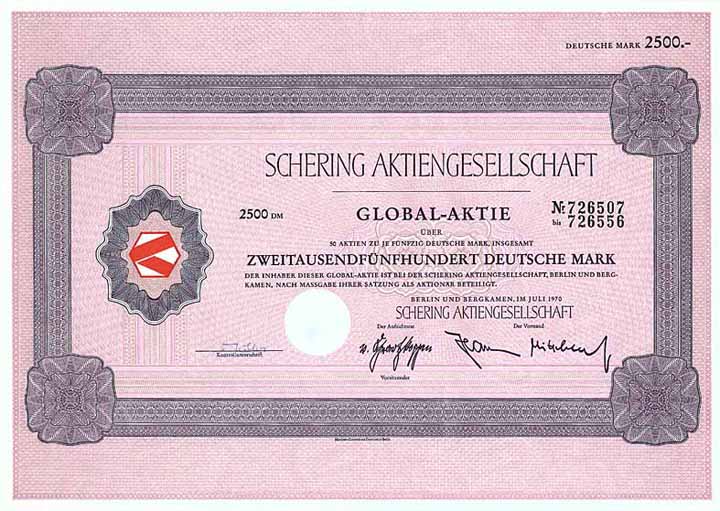 DEUTSCHE MARK 2500.-
SCHERING AKTIENGESELLSCHAFT
2500 DM
GLOBAL-AKTIE
№ 726507
bis 726556
ÜBER
50 AKTIEN ZU JE FÜNFZIG DEUTSCHE MARK, INSGESAMT
ZWEITAUSENDFÜNFHUNDERT DEUTSCHE MARK
DER INHABER DIESER GLOBAL-AKTIE IST BEI DER SCHERING AKTIENGESELLSCHAFT, BERLIN UND BERG-
KAMEN, NACH MASSGABE IHRER SATZUNG ALS AKTIONÄR BETEILIGT.
BERLIN UND BERGKAMEN, IM JULI 1970
SCHERING AKTIENGESELLSCHAFT
Der Aufsichtsrat
Der Vorstand
Kontrollunterschrift
Vorsitzender